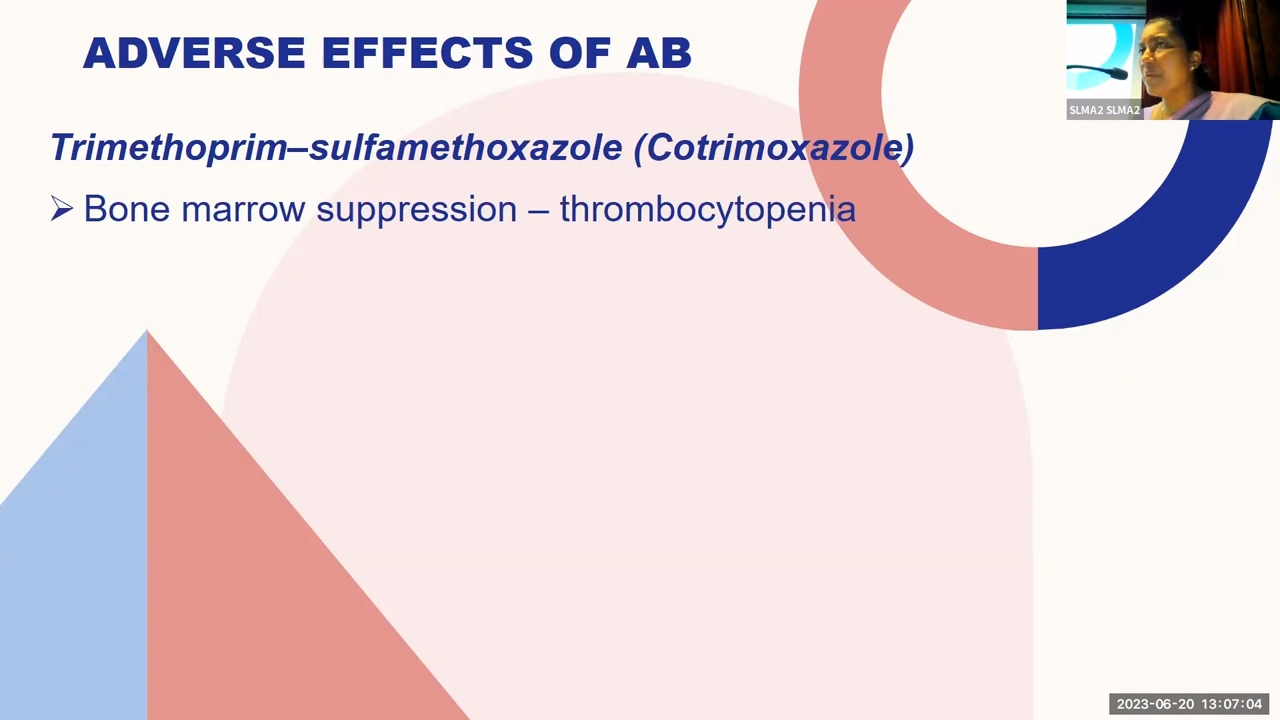 ADVERSE EFFECTS OF AB
SLMA2 SLMA2
Trimethoprim–sulfamethoxazole (Cotrimoxazole)
➢ Bone marrow suppression – thrombocytopenia
2023-06-20 13:07:04